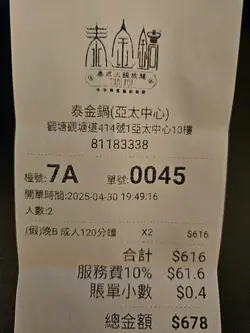 泰金鍋
泰式火鍋放題
泰金鍋(亞太中心)
觀塘觀塘道414號1亞太中心10樓
81183338
檯號: 7A 單號: 0045
開單時間:2025-04-30 19:49:16
人數:2
(假)晚B 成人120分鐘 X2 $616
合計 $616
服務費10% $61.6
賬單小數 $0.4
總金額 $678